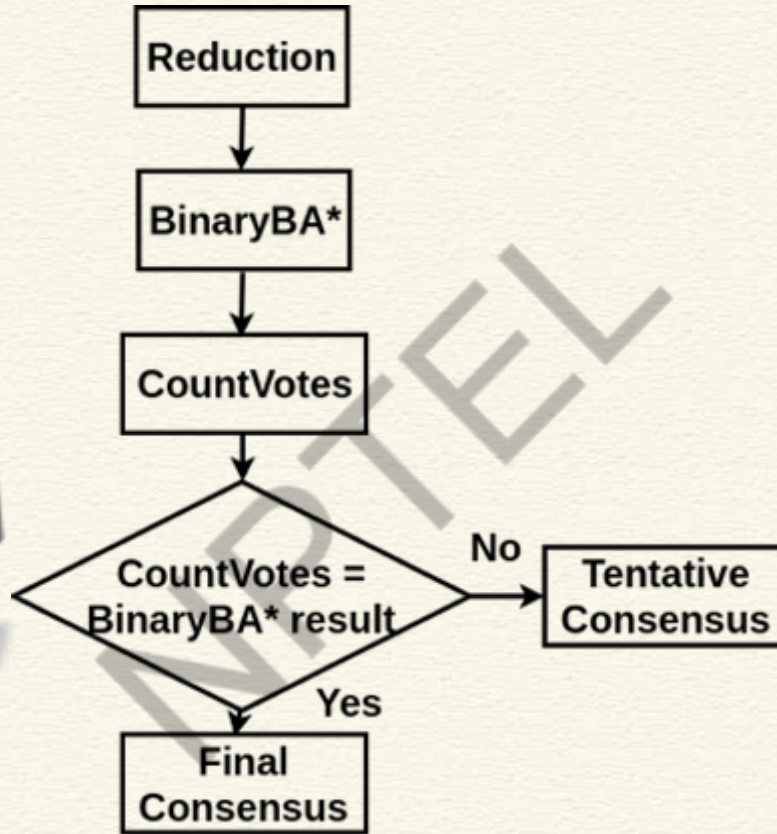 Reduction
BinaryBA*
CountVotes
CountVotes =
BinaryBA* result
No
Tentative
Consensus
Yes
Final
Consensus
NPTEL